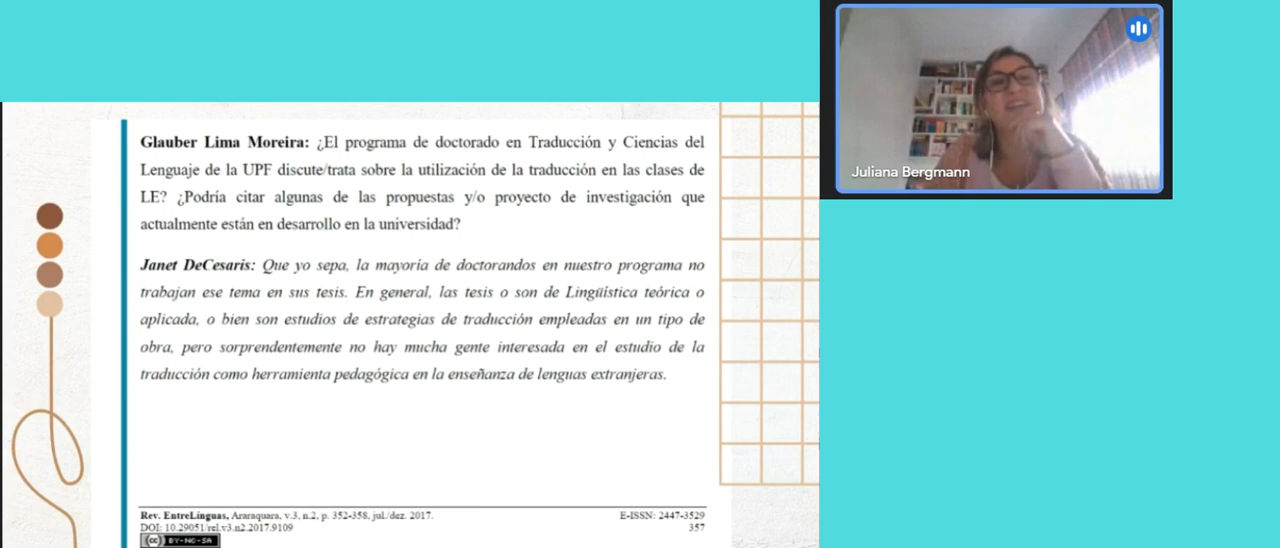 Glauber Lima Moreira: ¿El programa de doctorado en Traducción y Ciencias del
Lenguaje de la UPF discute/trata sobre la utilización de la traducción en las clases de
LE? ¿Podría citar algunas de las propuestas y/o proyecto de investigación que
actualmente están en desarrollo en la universidad?
Janet DeCesaris: Que yo sepa, la mayoría de doctorandos en nuestro programa no
trabajan ese tema en sus tesis. En general, las tesis o son de Lingüística teórica o
aplicada, o bien son estudios de estrategias de traducción empleadas en un tipo de
obra, pero sorprendentemente no hay mucha gente interesada en el estudio de la
traducción como herramienta pedagógica en la enseñanza de lenguas extranjeras.
Rev. EntreLínguas, Araraquara, v.3, n.2, p. 352-358, jul./dez. 2017. E-ISSN: 2447-3529
DOI: 10.29051/rel.v3.n2.2017.9109 357
cc BY-NC-SA
Juliana Bergmann